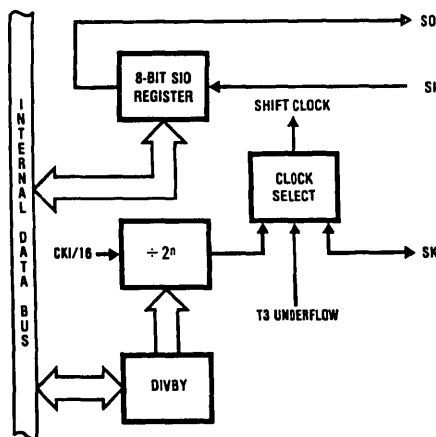 SO
8-BIT SIO
REGISTER
SI
SHIFT CLOCK
INTERNAL DATA BUS
CLOCK
SELECT
CKI/16
÷ 2ⁿ
SK
T3 UNDERFLOW
DIVBY